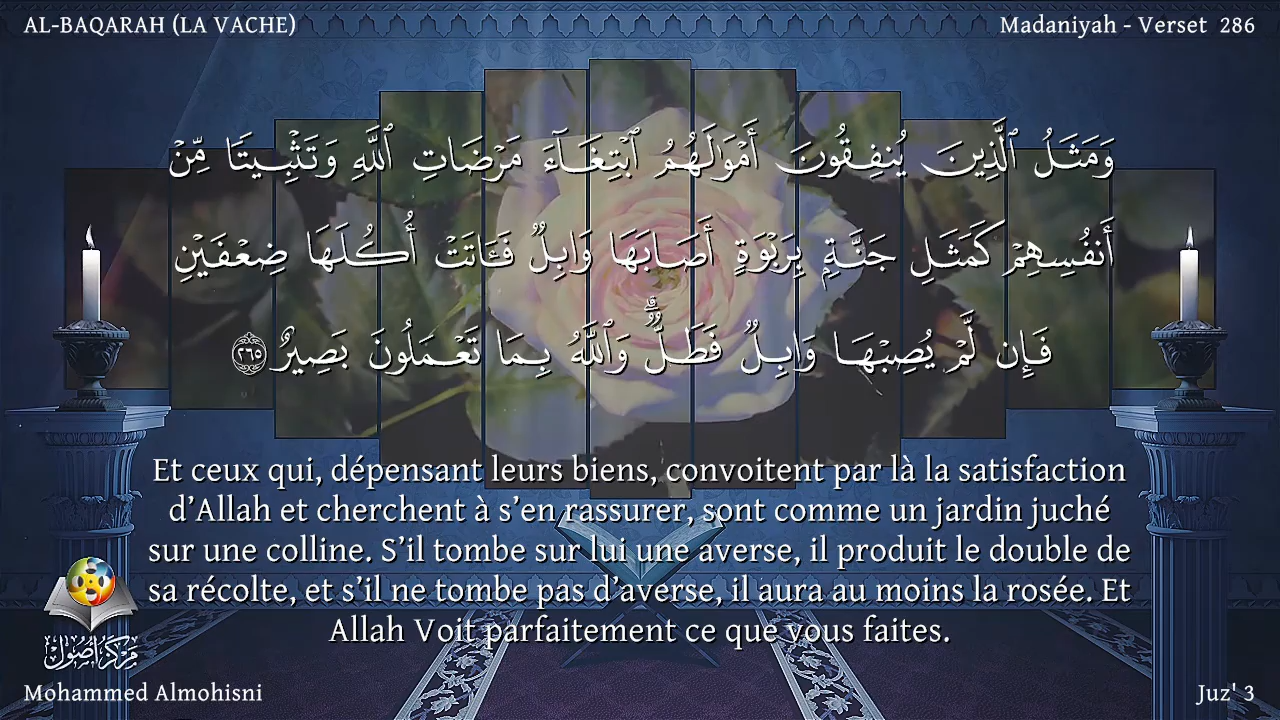 AL-BAQARAH (LA VACHE)
Madaniyah - Verset 286
وَمَثَلُ ٱلَّذِينَ يُنفِقُونَ أَمْوَٰلَهُمُ ٱبْتِغَآءَ مَرْضَاتِ ٱللَّهِ وَتَثْبِيتًا مِّنْ
أَنفُسِهِمْ كَمَثَلِ جَنَّةٍۭ بِرَبْوَةٍ أَصَابَهَا وَابِلٌ فَـَٔاتَتْ أُكُلَهَا ضِعْفَيْنِ
فَإِن لَّمْ يُصِبْهَا وَابِلٌ فَطَلٌّ ۗ وَٱللَّهُ بِمَا تَعْمَلُونَ بَصِيرٌ ٢٦٥
Et ceux qui, dépensant leurs biens, convoitent par là la satisfaction
d’Allah et cherchent à s’en rassurer, sont comme un jardin juché
sur une colline. S’il tombe sur lui une averse, il produit le double de
sa récolte, et s’il ne tombe pas d’averse, il aura au moins la rosée. Et
Allah Voit parfaitement ce que vous faites.
مركز أصول
Mohammed Almohisni
Juz' 3